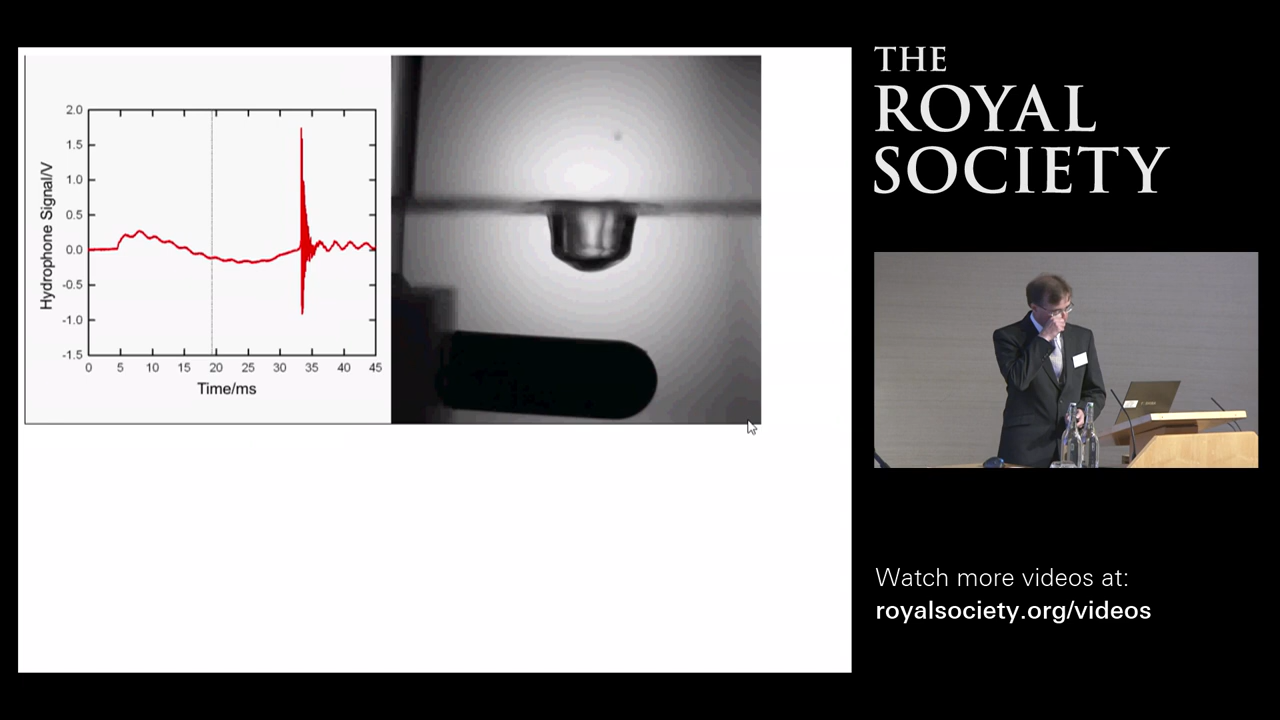 THE
ROYAL
SOCIETY
2.0
1.5
1.0
0.5
0.0
-0.5
-1.0
-1.5
Hydrophone Signal/V
0 5 10 15 20 25 30 35 40 45
Time/ms
Watch more videos at:
royalsociety.org/videos